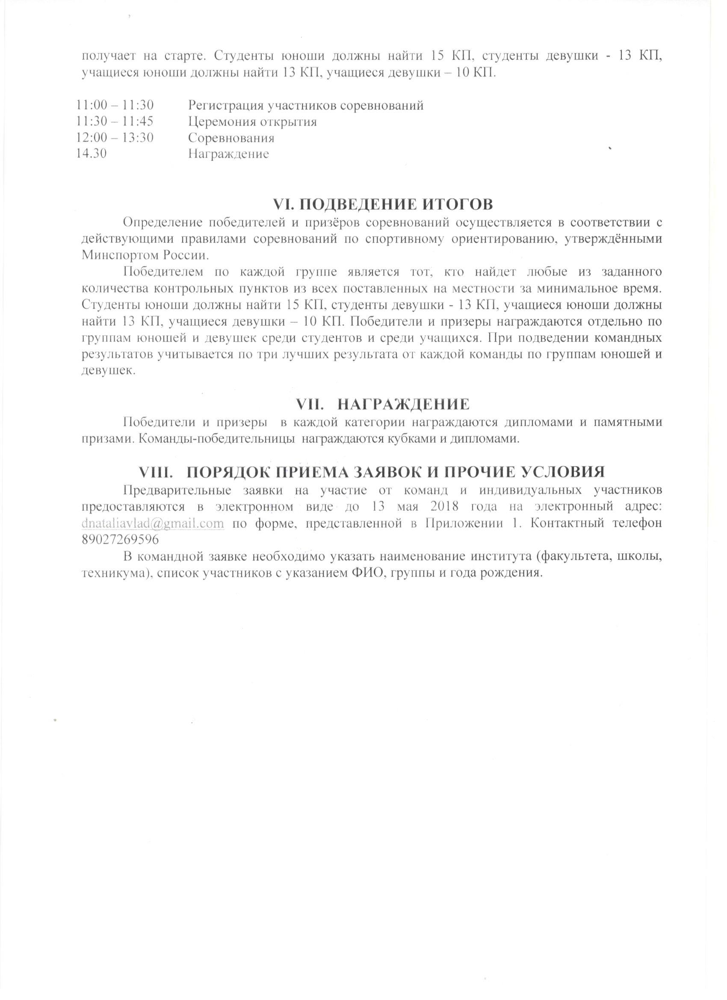 получает на старте. Студенты юноши должны найти 15 КП, студенты девушки - 13 КП,
учащиеся юноши должны найти 13 КП, учащиеся девушки – 10 КП.
11:00 – 11:30 Регистрация участников соревнований
11:30 – 11:45 Церемония открытия
12:00 – 13:30 Соревнования
14.30 Награждение
VI. ПОДВЕДЕНИЕ ИТОГОВ
Определение победителей и призёров соревнований осуществляется в соответствии с
действующими правилами соревнований по спортивному ориентированию, утверждёнными
Минспортом России.
Победителем по каждой группе является тот, кто найдет любые из заданного
количества контрольных пунктов из всех поставленных на местности за минимальное время.
Студенты юноши должны найти 15 КП, студенты девушки - 13 КП, учащиеся юноши должны
найти 13 КП, учащиеся девушки – 10 КП. Победители и призеры награждаются отдельно по
группам юношей и девушек среди студентов и среди учащихся. При подведении командных
результатов учитывается по три лучших результата от каждой команды по группам юношей и
девушек.
VII. НАГРАЖДЕНИЕ
Победители и призеры в каждой категории награждаются дипломами и памятными
призами. Команды-победительницы награждаются кубками и дипломами.
VIII. ПОРЯДОК ПРИЕМА ЗАЯВОК И ПРОЧИЕ УСЛОВИЯ
Предварительные заявки на участие от команд и индивидуальных участников
предоставляются в электронном виде до 13 мая 2018 года на электронный адрес:
dnataliavlad@gmail.com по форме, представленной в Приложении 1. Контактный телефон
89027269596
В командной заявке необходимо указать наименование института (факультета, школы,
техникума), список участников с указанием ФИО, группы и года рождения.